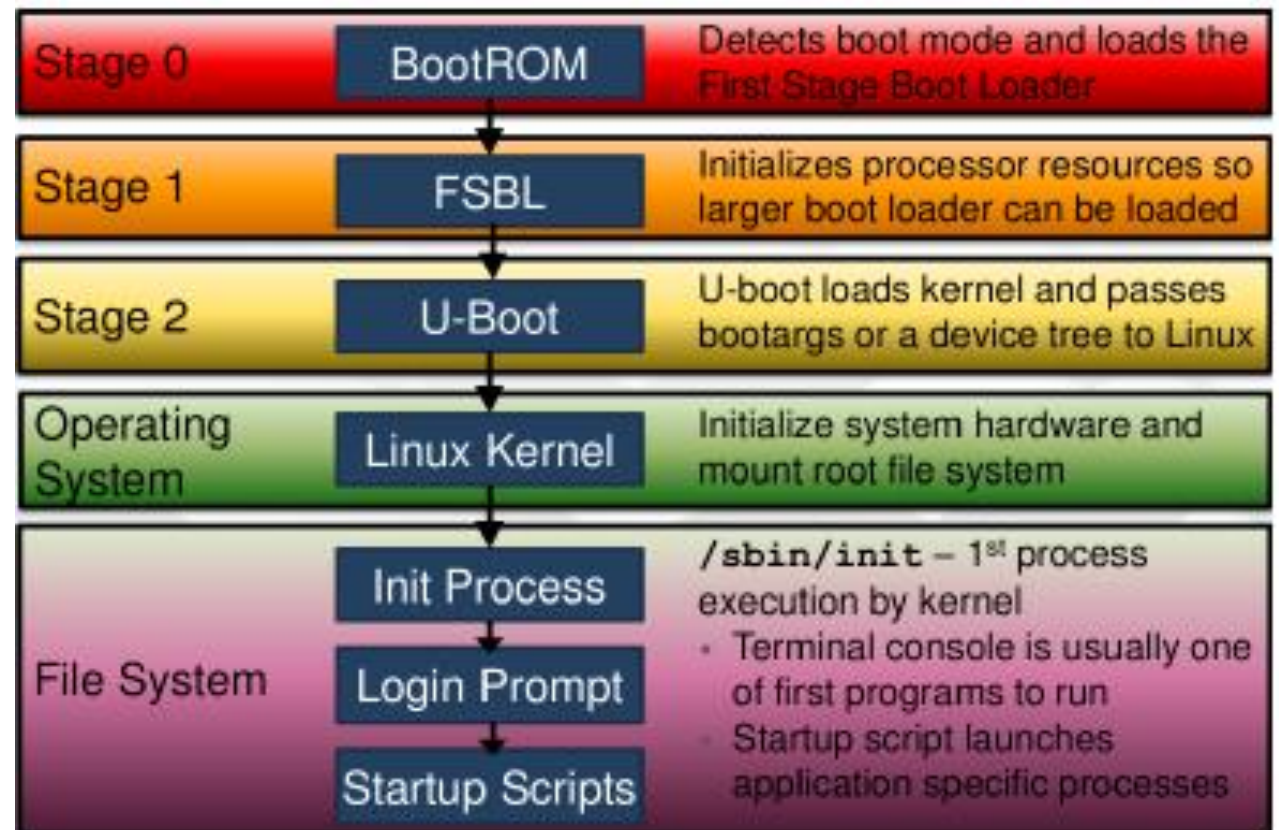 Stage 0
BootROM
Detects boot mode and loads the
First Stage Boot Loader
Stage 1
FSBL
Initializes processor resources so
larger boot loader can be loaded
Stage 2
U-Boot
U-boot loads kernel and passes
bootargs or a device tree to Linux
Operating
System
Linux Kernel
Initialize system hardware and
mount root file system
File System
Init Process
Login Prompt
Startup Scripts
/sbin/init – 1st process
execution by kernel
· Terminal console is usually one
of first programs to run
· Startup script launches
application specific processes